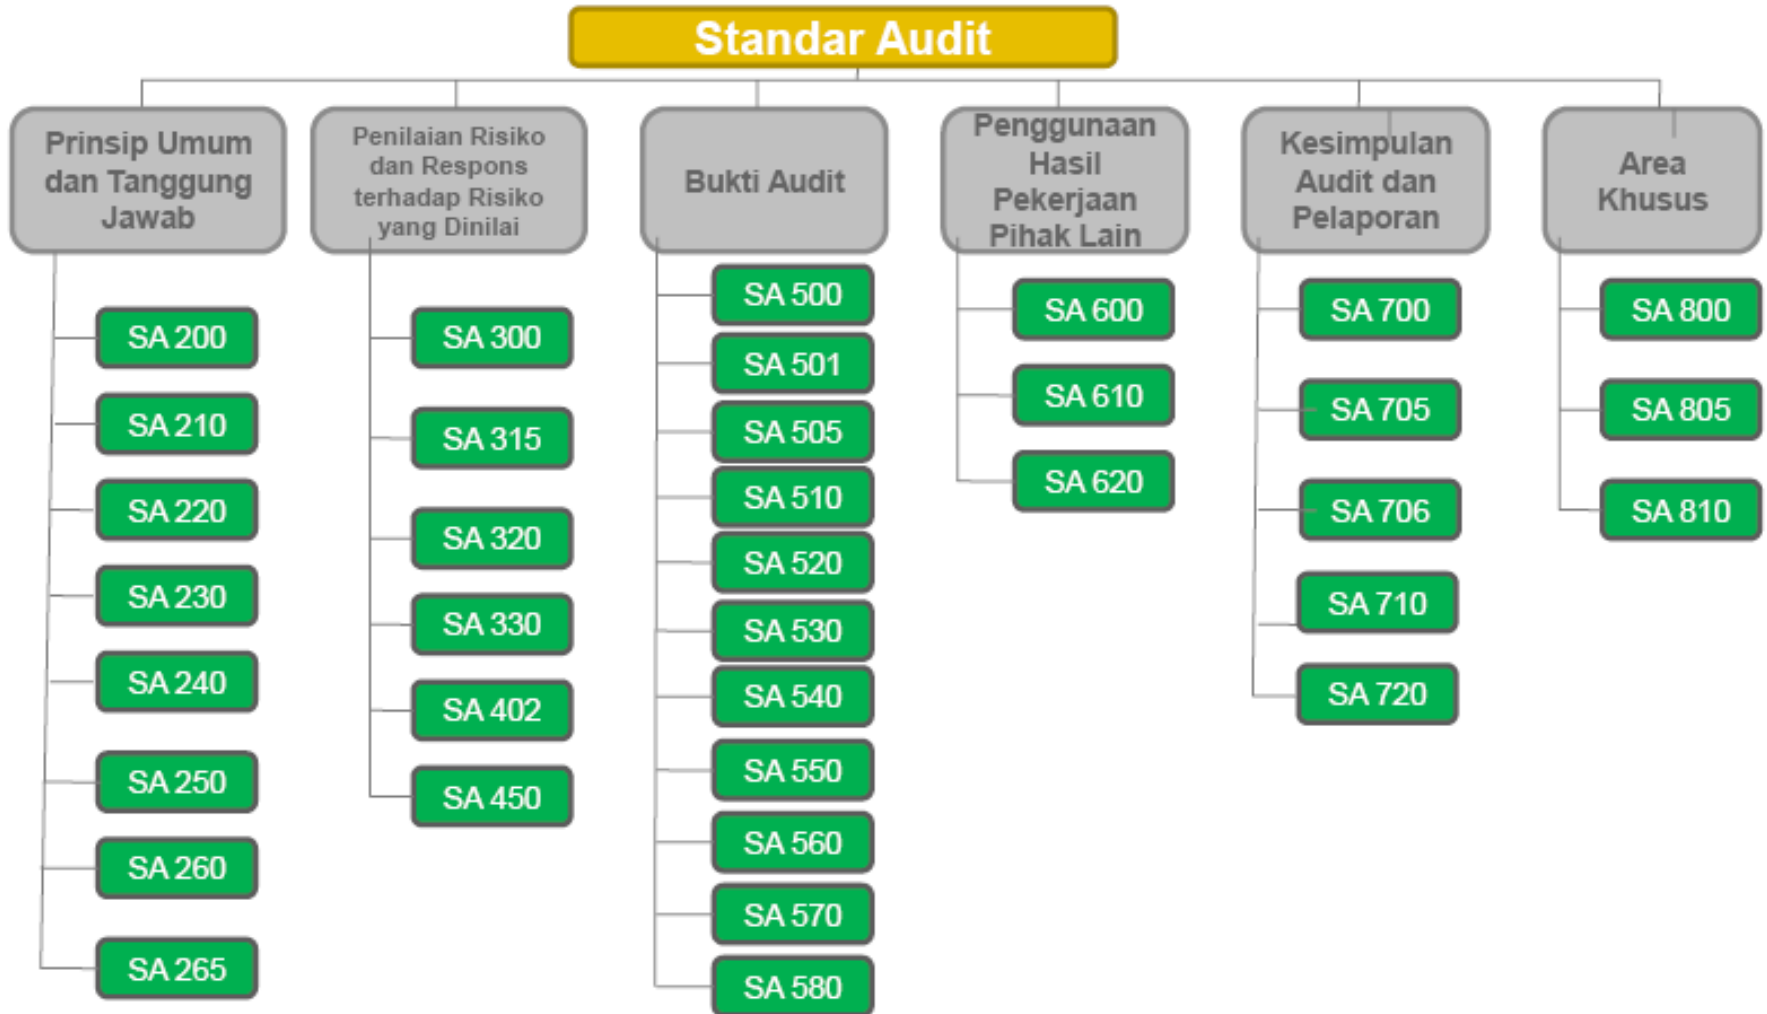 Standar Audit
Prinsip Umum
dan Tanggung
Jawab
SA 200
SA 210
SA 220
SA 230
SA 240
SA 250
SA 260
SA 265
Penilaian Risiko
dan Respons
terhadap Risiko
yang Dinilai
SA 300
SA 315
SA 320
SA 330
SA 402
SA 450
Bukti Audit
SA 500
SA 501
SA 505
SA 510
SA 520
SA 530
SA 540
SA 550
SA 560
SA 570
SA 580
Penggunaan
Hasil
Pekerjaan
Pihak Lain
SA 600
SA 610
SA 620
Kesimpulan
Audit dan
Pelaporan
SA 700
SA 705
SA 706
SA 710
SA 720
Area
Khusus
SA 800
SA 805
SA 810